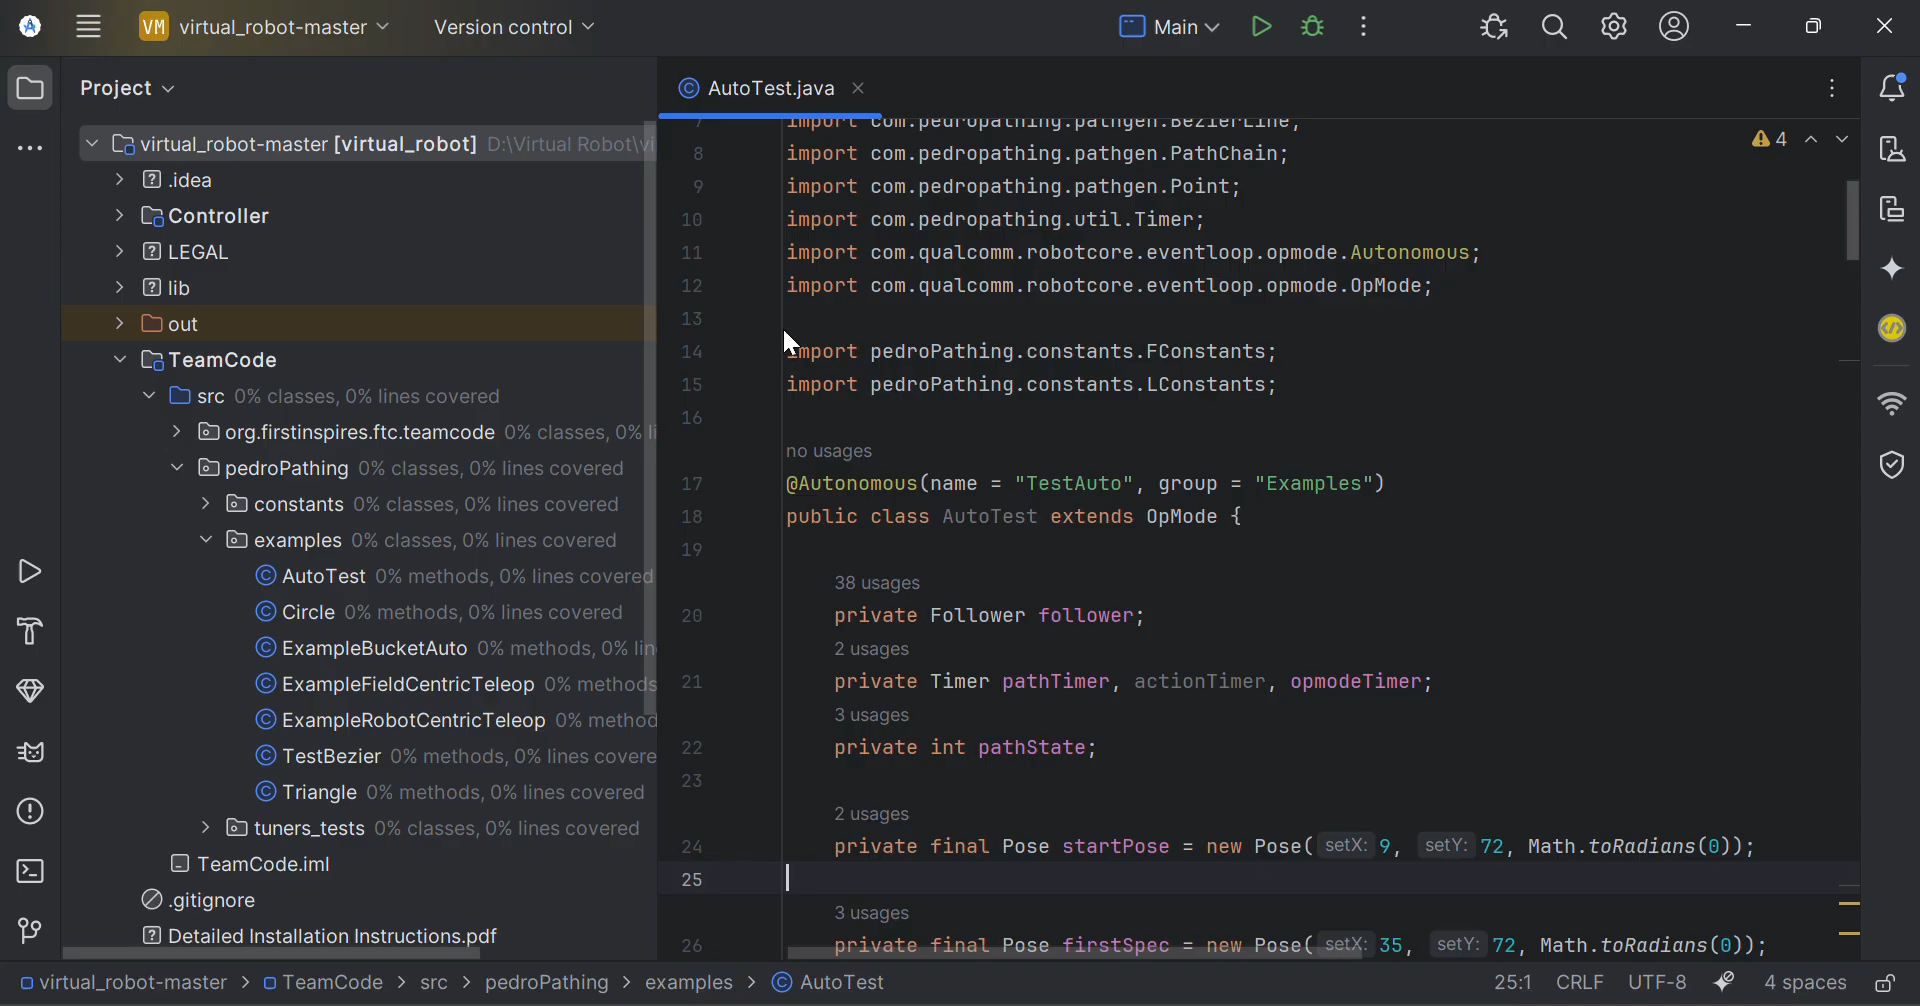 VM virtual_robot-master Version control Main
Project
virtual_robot-master [virtual_robot] D:\Virtual Robot\vi
.idea
Controller
LEGAL
lib
out
TeamCode
src 0% classes, 0% lines covered
org.firstinspires.ftc.teamcode 0% classes, 0% li
pedroPathing 0% classes, 0% lines covered
constants 0% classes, 0% lines covered
examples 0% classes, 0% lines covered
AutoTest 0% methods, 0% lines covered
Circle 0% methods, 0% lines covered
ExampleBucketAuto 0% methods, 0% lin
ExampleFieldCentricTeleop 0% methods
ExampleRobotCentricTeleop 0% method
TestBezier 0% methods, 0% lines covere
Triangle 0% methods, 0% lines covered
tuners_tests 0% classes, 0% lines covered
TeamCode.iml
.gitignore
Detailed Installation Instructions.pdf
AutoTest.java
4
7 import com.pedropathing.pathgen.BezierLine;
8 import com.pedropathing.pathgen.PathChain;
9 import com.pedropathing.pathgen.Point;
10 import com.pedropathing.util.Timer;
11 import com.qualcomm.robotcore.eventloop.opmode.Autonomous;
12 import com.qualcomm.robotcore.eventloop.opmode.OpMode;
13
14 import pedroPathing.constants.FConstants;
15 import pedroPathing.constants.LConstants;
16
no usages
17 @Autonomous(name = "TestAuto", group = "Examples")
18 public class AutoTest extends OpMode {
19
38 usages
20 private Follower follower;
2 usages
21 private Timer pathTimer, actionTimer, opmodeTimer;
3 usages
22 private int pathState;
23
2 usages
24 private final Pose startPose = new Pose( setX: 9, setY: 72, Math.toRadians(0));
25
3 usages
26 private final Pose firstSpec = new Pose( setX: 35, setY: 72, Math.toRadians(0));
virtual_robot-master > TeamCode > src > pedroPathing > examples > AutoTest
25:1 CRLF UTF-8 4 spaces